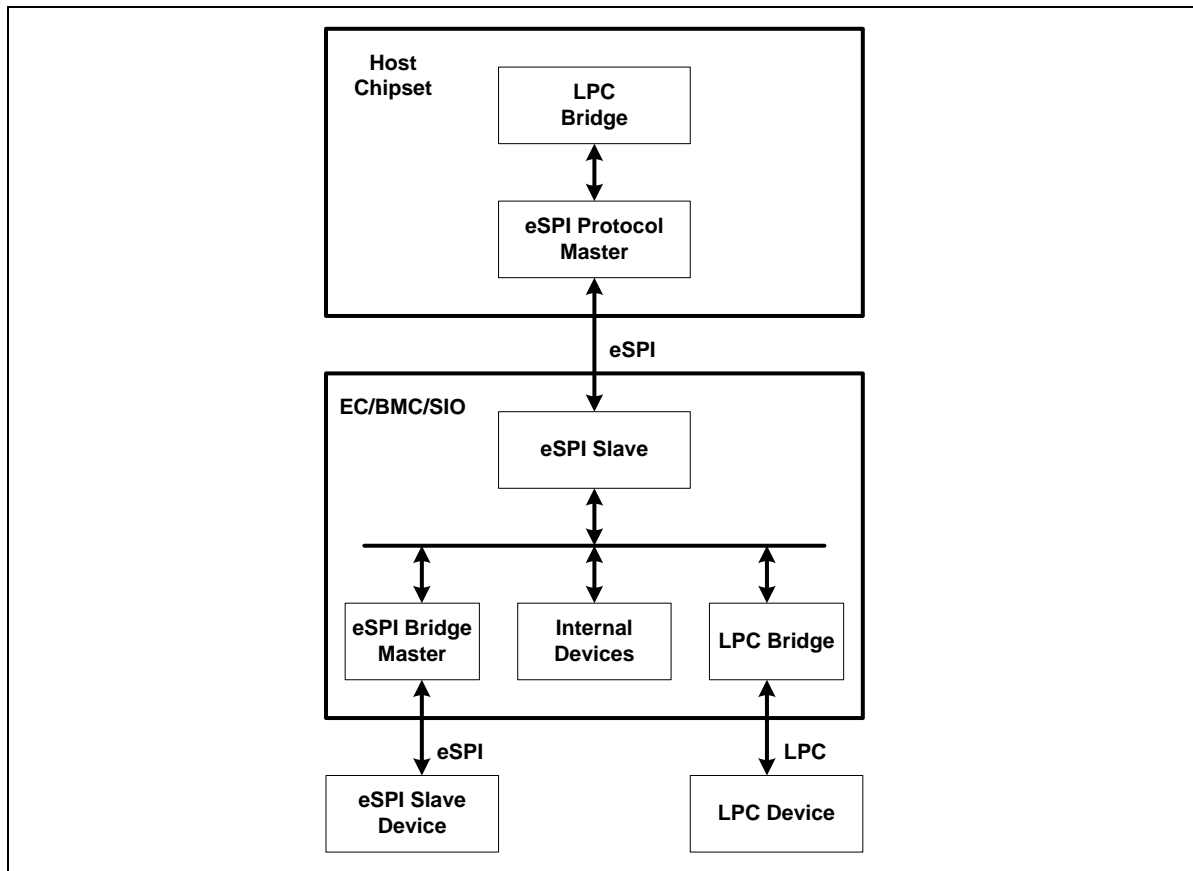 Host
Chipset
LPC
Bridge
eSPI Protocol
Master
eSPI
EC/BMC/SIO
eSPI Slave
eSPI Bridge
Master
Internal
Devices
LPC Bridge
eSPI
LPC
eSPI Slave
Device
LPC Device